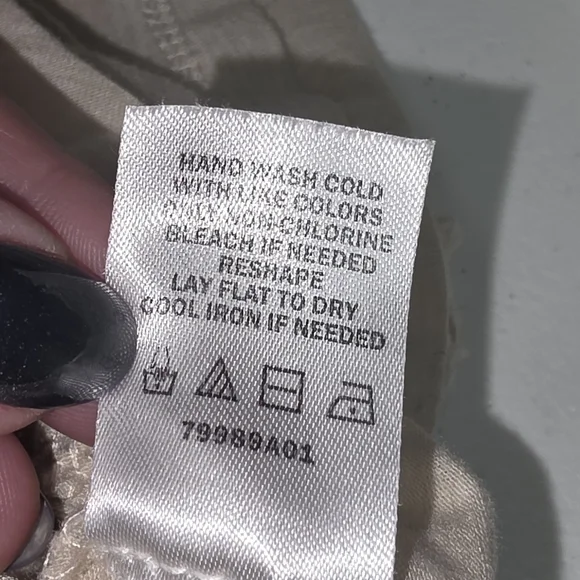 HAND WASH COLD
WITH LIKE COLORS
ONLY NON-CHLORINE
BLEACH IF NEEDED
RESHAPE
LAY FLAT TO DRY
COOL IRON IF NEEDED
79989A01